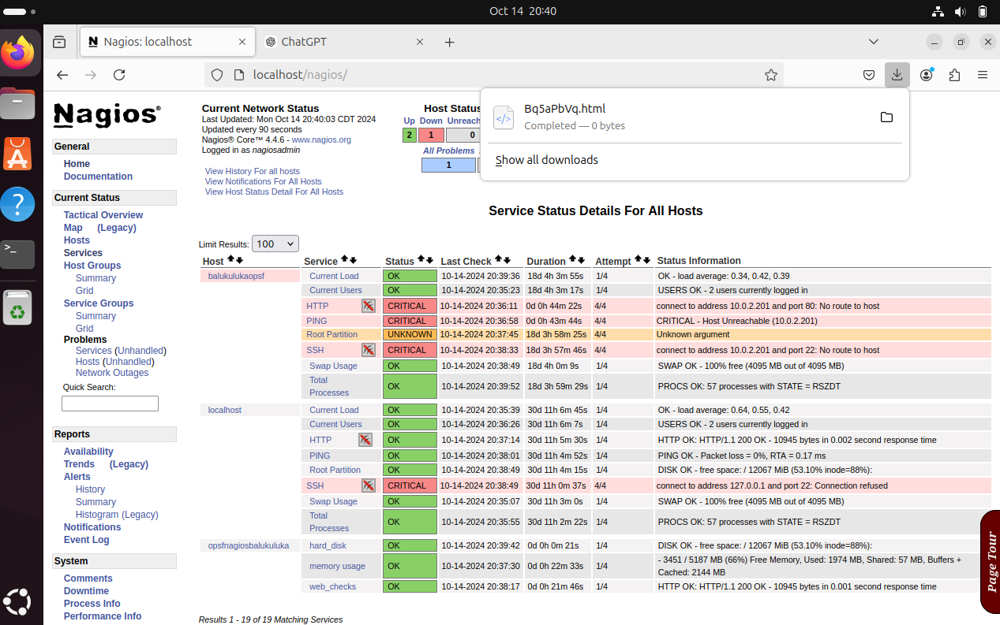 Oct 14 20:40
Nagios: localhost
ChatGPT
localhost/nagios/
Bq5aPbVq.html
Completed — 0 bytes
Show all downloads
Nagios®
General
Home
Documentation
Current Status
Tactical Overview
Map (Legacy)
Hosts
Services
Host Groups
Summary
Grid
Service Groups
Summary
Grid
Problems
Services (Unhandled)
Hosts (Unhandled)
Network Outages
Quick Search:
Reports
Availability
Trends (Legacy)
Alerts
History
Summary
Histogram (Legacy)
Notifications
Event Log
System
Comments
Downtime
Process Info
Performance Info
Current Network Status
Last Updated: Mon Oct 14 20:40:03 CDT 2024
Updated every 90 seconds
Nagios® Core™ 4.4.6 - www.nagios.org
Logged in as nagiosadmin
View History For all hosts
View Notifications For All Hosts
View Host Status Detail For All Hosts
Host Status
Up Down Unreach
2 1 0
All Problems
1
Service Status Details For All Hosts
Limit Results: 100
Host Service Status Last Check Duration Attempt Status Information
balukulukaopsf Current Load OK 10-14-2024 20:39:36 18d 4h 3m 55s 1/4 OK - load average: 0.34, 0.42, 0.39
Current Users OK 10-14-2024 20:35:23 18d 4h 3m 17s 1/4 USERS OK - 2 users currently logged in
HTTP CRITICAL 10-14-2024 20:36:11 0d 0h 44m 22s 4/4 connect to address 10.0.2.201 and port 80: No route to host
PING CRITICAL 10-14-2024 20:36:58 0d 0h 43m 44s 4/4 CRITICAL - Host Unreachable (10.0.2.201)
Root Partition UNKNOWN 10-14-2024 20:37:45 18d 3h 58m 25s 4/4 Unknown argument
SSH CRITICAL 10-14-2024 20:38:33 18d 3h 57m 46s 4/4 connect to address 10.0.2.201 and port 22: No route to host
Swap Usage OK 10-14-2024 20:38:49 18d 4h 0m 9s 1/4 SWAP OK - 100% free (4095 MB out of 4095 MB)
Total Processes OK 10-14-2024 20:39:52 18d 3h 59m 29s 1/4 PROCS OK: 57 processes with STATE = RSZDT
localhost Current Load OK 10-14-2024 20:35:39 30d 11h 6m 45s 1/4 OK - load average: 0.64, 0.55, 0.42
Current Users OK 10-14-2024 20:36:26 30d 11h 6m 7s 1/4 USERS OK - 2 users currently logged in
HTTP OK 10-14-2024 20:37:14 30d 11h 5m 30s 1/4 HTTP OK: HTTP/1.1 200 OK - 10945 bytes in 0.002 second response time
PING OK 10-14-2024 20:38:01 30d 11h 4m 52s 1/4 PING OK - Packet loss = 0%, RTA = 0.17 ms
Root Partition OK 10-14-2024 20:38:49 30d 11h 4m 15s 1/4 DISK OK - free space: / 12067 MiB (53.10% inode=88%):
SSH CRITICAL 10-14-2024 20:38:49 30d 11h 0m 37s 4/4 connect to address 127.0.0.1 and port 22: Connection refused
Swap Usage OK 10-14-2024 20:35:07 30d 11h 3m 0s 1/4 SWAP OK - 100% free (4095 MB out of 4095 MB)
Total Processes OK 10-14-2024 20:35:55 30d 11h 2m 22s 1/4 PROCS OK: 57 processes with STATE = RSZDT
opsfnagiosbalukuluka hard_disk OK 10-14-2024 20:39:42 0d 0h 0m 21s 1/4 DISK OK - free space: / 12067 MiB (53.10% inode=88%):
memory usage OK 10-14-2024 20:37:30 0d 0h 22m 33s 1/4 - 3451 / 5187 MB (66%) Free Memory, Used: 1974 MB, Shared: 57 MB, Buffers +
Cached: 2144 MB
web_checks OK 10-14-2024 20:38:17 0d 0h 21m 46s 1/4 HTTP OK: HTTP/1.1 200 OK - 10945 bytes in 0.001 second response time
Results 1 - 19 of 19 Matching Services
Page Tour